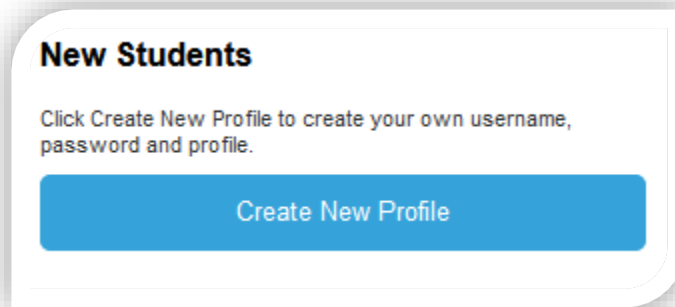 New Students
Click Create New Profile to create your own username,
password and profile.
Create New Profile